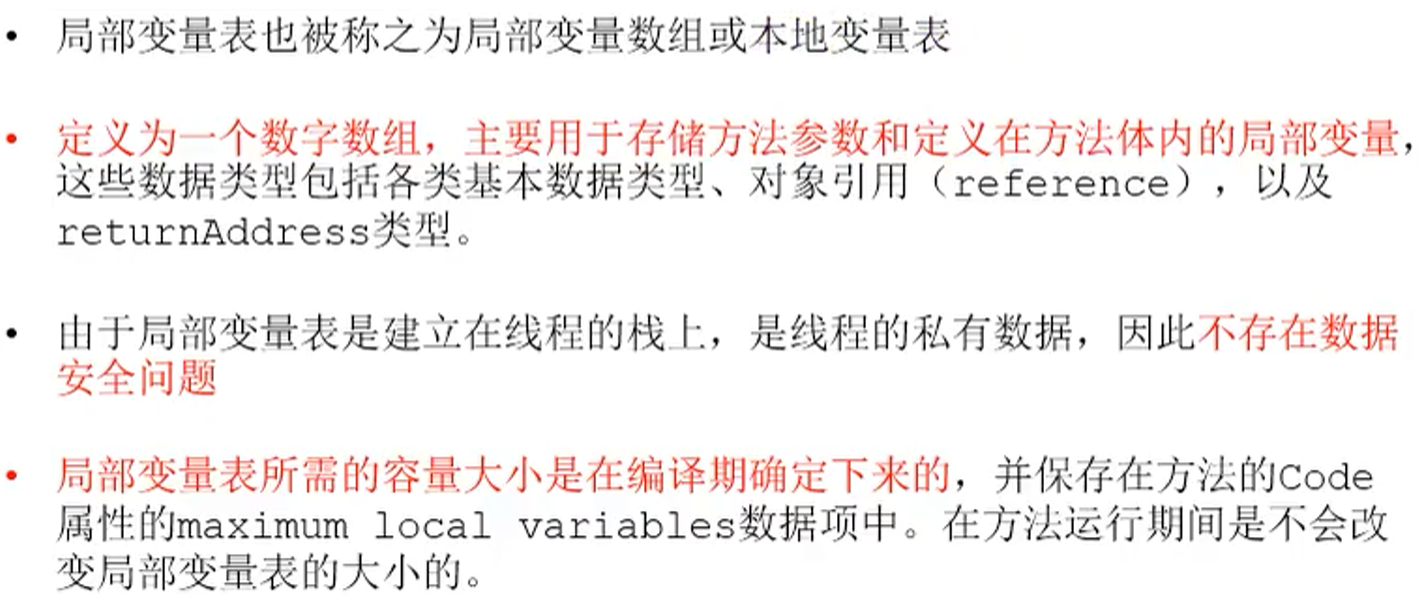 • 局部变量表也被称之为局部变量数组或本地变量表
• 定义为一个数字数组，主要用于存储方法参数和定义在方法体内的局部变量，
这些数据类型包括各类基本数据类型、对象引用（reference），以及
returnAddress类型。
• 由于局部变量表是建立在线程的栈上，是线程的私有数据，因此不存在数据
安全问题
• 局部变量表所需的容量大小是在编译期确定下来的，并保存在方法的Code
属性的maximum local variables数据项中。在方法运行期间是不会改
变局部变量表的大小的。